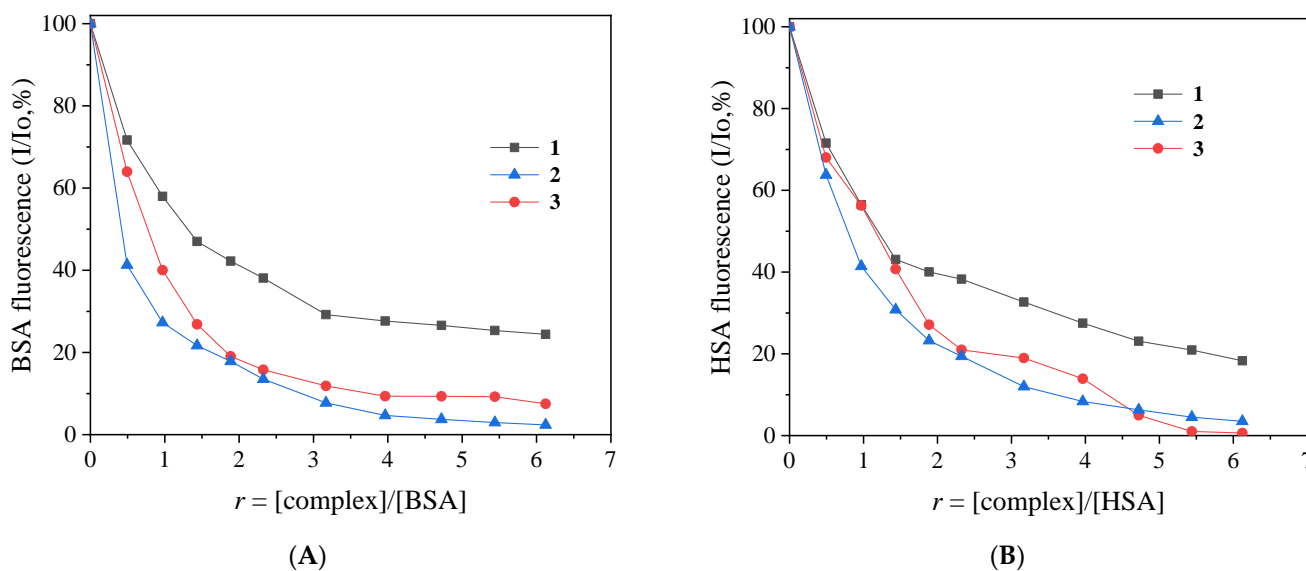 BSA fluorescence (I/Io,%)
100
80
60
40
20
0
1
2
3
0 1 2 3 4 5 6 7
r = [complex]/[BSA]
(A)
HSA fluorescence (I/Io,%)
100
80
60
40
20
0
1
2
3
0 1 2 3 4 5 6 7
r = [complex]/[HSA]
(B)